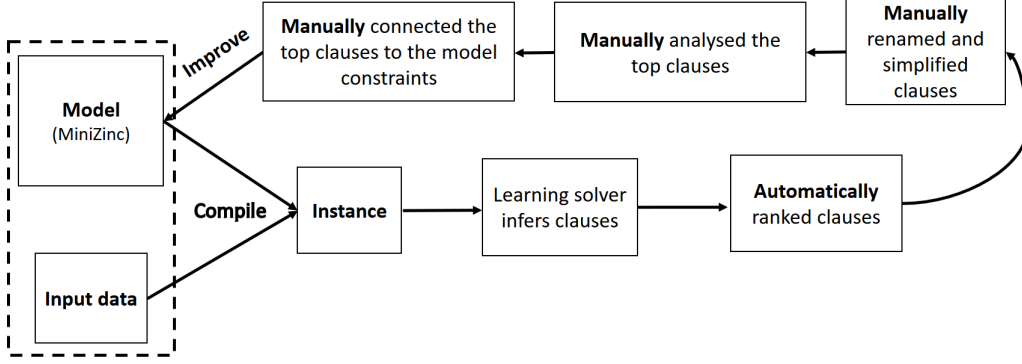 Improve
Manually connected the
top clauses to the model
constraints
Manually analysed the
top clauses
Manually
renamed and
simplified
clauses
Model
(MiniZinc)
Compile
Instance
Learning solver
infers clauses
Automatically
ranked clauses
Input data